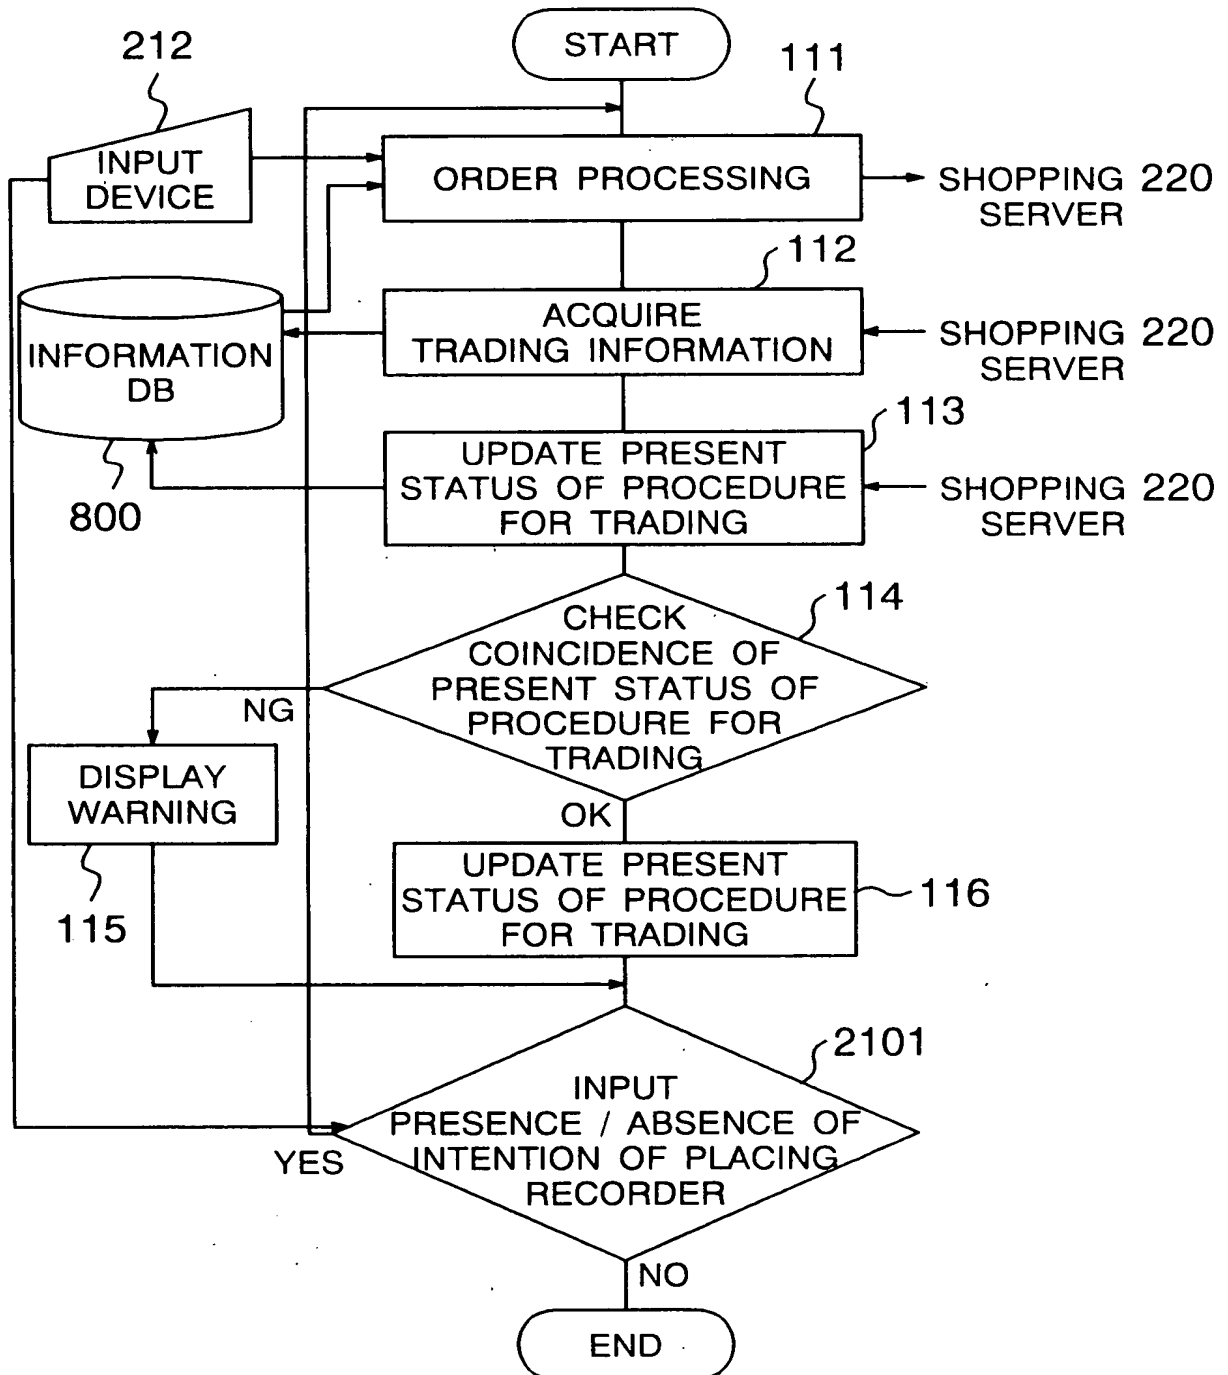 212
START
111
INPUT
DEVICE
ORDER PROCESSING
SHOPPING 220
SERVER
112
INFORMATION
DB
ACQUIRE
TRADING INFORMATION
SHOPPING 220
SERVER
113
UPDATE PRESENT
STATUS OF PROCEDURE
FOR TRADING
SHOPPING 220
SERVER
800
114
CHECK
COINCIDENCE OF
PRESENT STATUS OF
PROCEDURE FOR
TRADING
NG
DISPLAY
WARNING
115
OK
UPDATE PRESENT
STATUS OF PROCEDURE
FOR TRADING
116
2101
INPUT
PRESENCE / ABSENCE OF
INTENTION OF PLACING
RECORDER
YES
NO
END